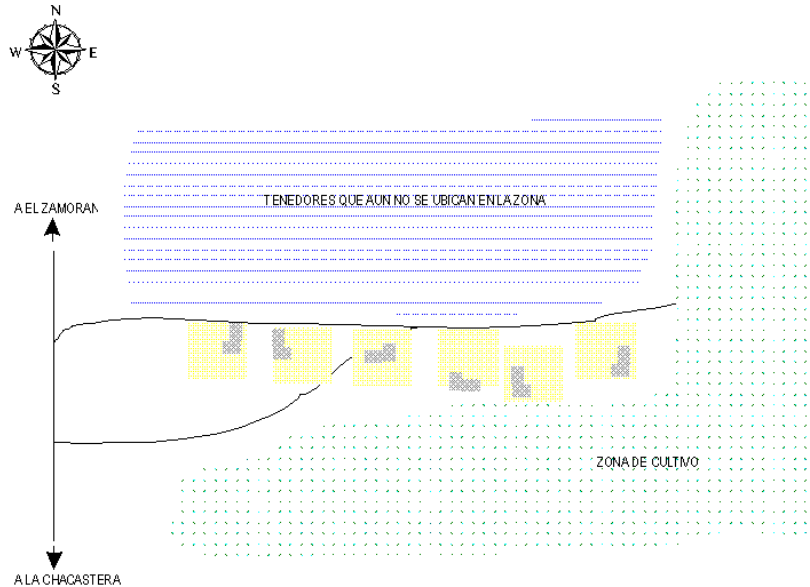 N
W E
S
TENEDORES QUE AUN NO SE UBICAN EN LA ZONA
A EL ZAMORAN
ZONA DE CULTIVO
A LA CHACASTERA